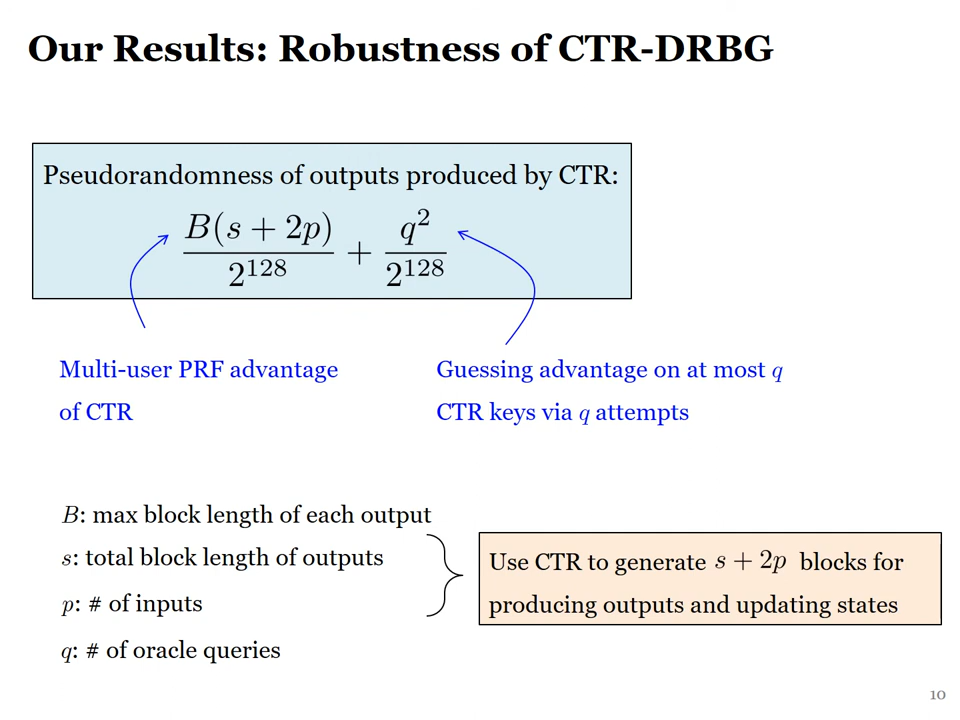 Our Results: Robustness of CTR-DRBG
Pseudorandomness of outputs produced by CTR:
B(s + 2p)/2^128 + q^2/2^128
Multi-user PRF advantage
of CTR
Guessing advantage on at most q
CTR keys via q attempts
B: max block length of each output
s: total block length of outputs
p: # of inputs
q: # of oracle queries
Use CTR to generate s + 2p blocks for
producing outputs and updating states
10